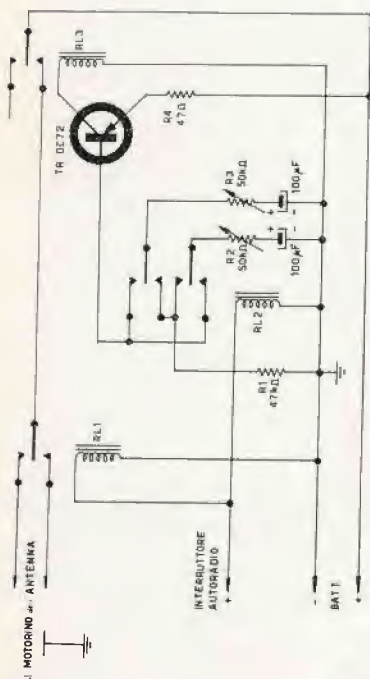 AL MOTORINO dell' ANTENNA
RL1
INTERRUTTORE
AUTORADIO
+
-
BATT.
+
R1
47kΩ
RL2
R2
50kΩ
+
-
100µF
R3
50kΩ
+
-
100µF
TR OC72
R4
47Ω
RL3